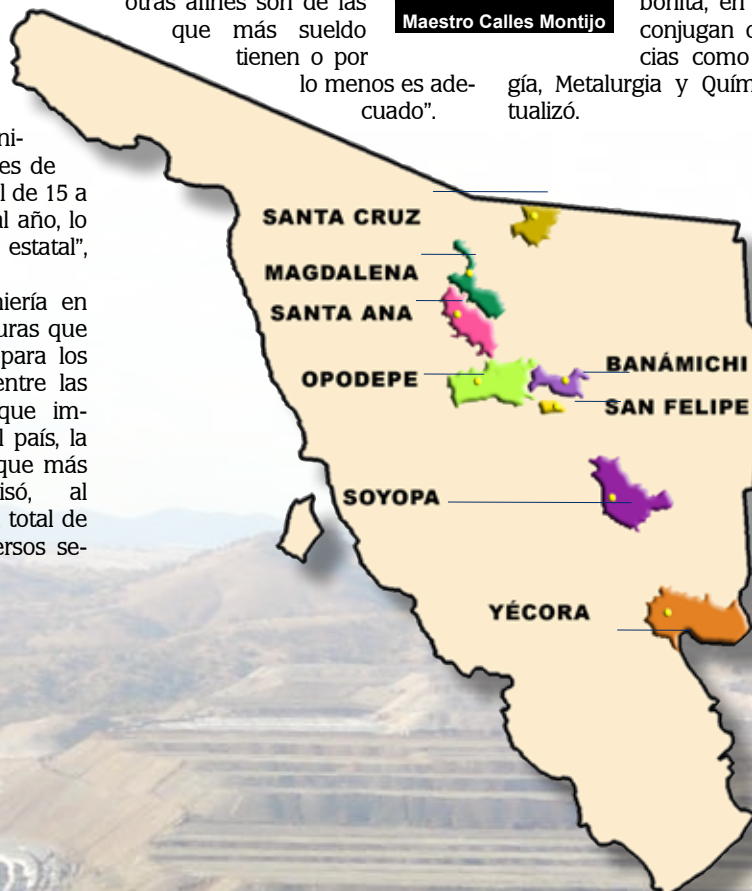 otras afines son de las
que más sueldo
tienen o por
lo menos es ade-
cuado”.
Maestro Calles Montijo
bonita, en
conjugan
cias como
gía, Metalurgia y Quím
tualizó.
ni-
es de
l de 15 a
al año, lo
estatal”,
niería en
uras que
para los
entre las
que im-
l país, la
que más
isó, al
total de
ersos se-
SANTA CRUZ
MAGDALENA
SANTA ANA
OPODEPE
BANÁMICHI
SAN FELIPE
SOYOPA
YÉCORA